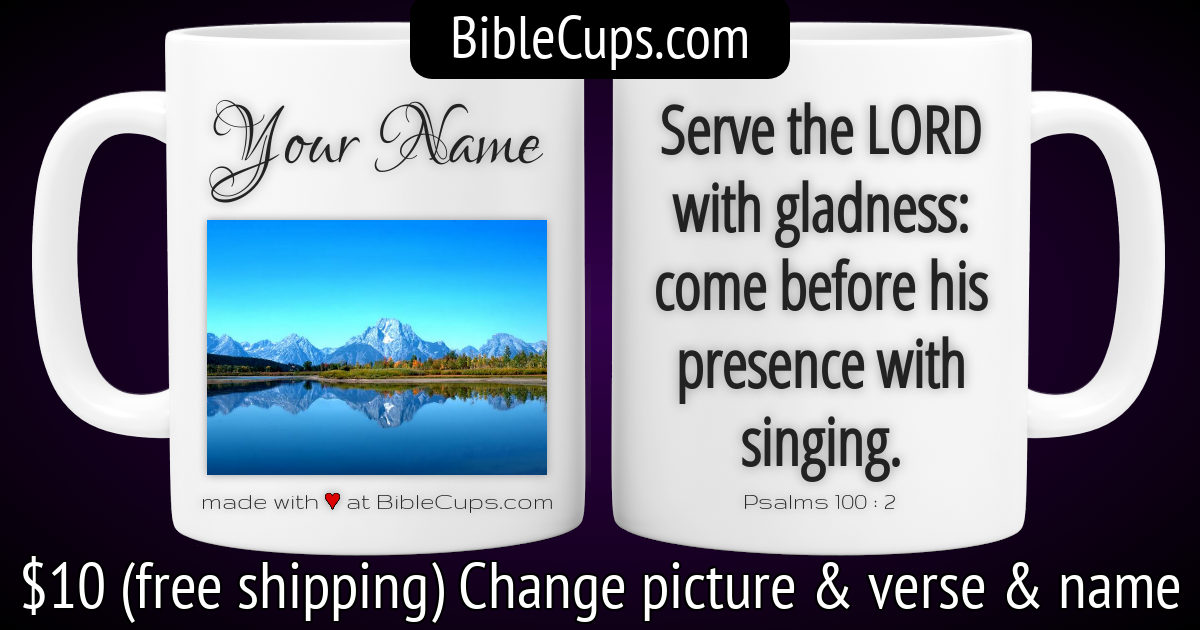 BibleCups.com
Your Name
made with ♥ at BibleCups.com
Serve the LORD
with gladness:
come before his
presence with
singing.
Psalms 100 : 2
$10 (free shipping) Change picture & verse & name